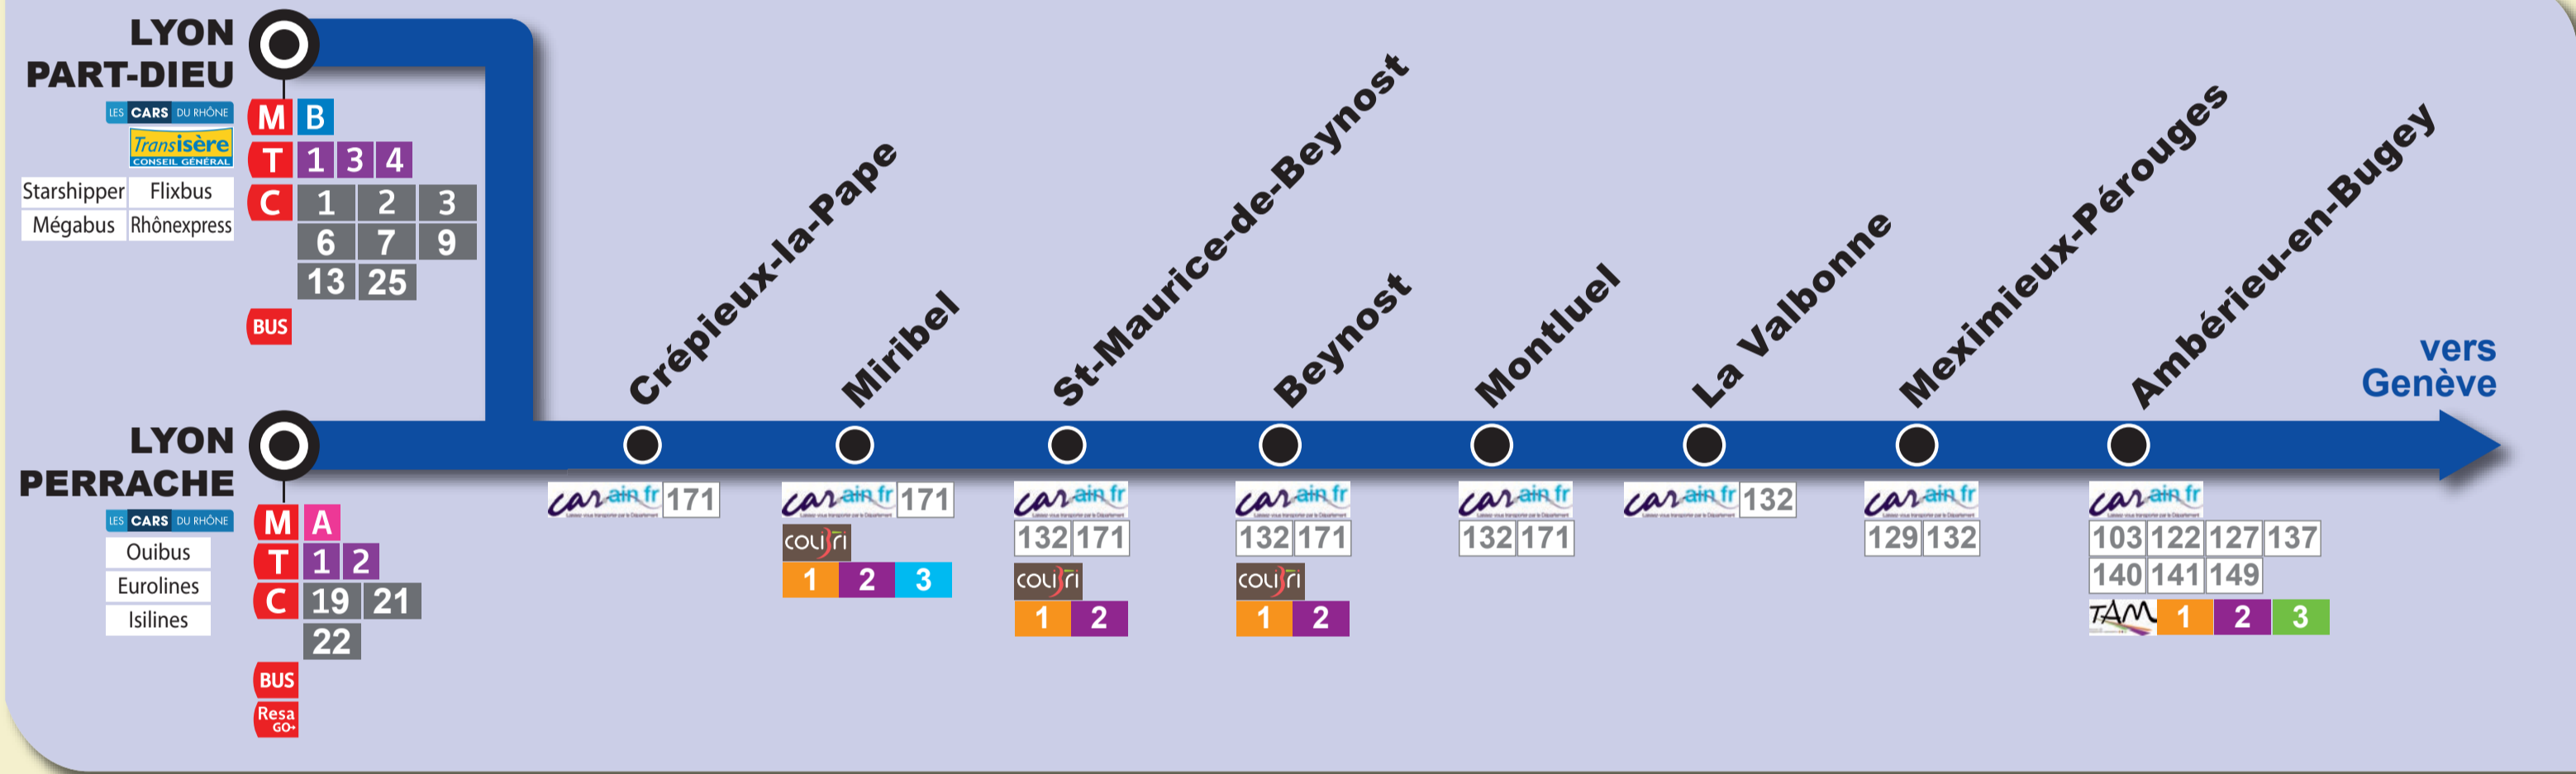 LYON
PART-DIEU
LES CARS DU RHÔNE
Transisère
CONSEIL GÉNÉRAL
Starshipper Flixbus
Mégabus Rhônexpress
M B
T 1 3 4
C 1 2 3
6 7 9
13 25
BUS
LYON
PERRACHE
LES CARS DU RHÔNE
Ouibus
Eurolines
Isilines
M A
T 1 2
C 19 21
22
BUS
Resa
GO+
Crépieux-la-Pape
car.ain.fr 171
Miribel
car.ain.fr 171
COLIBRI
1 2 3
St-Maurice-de-Beynost
car.ain.fr
132 171
COLIBRI
1 2
Beynost
car.ain.fr
132 171
COLIBRI
1 2
Montluel
car.ain.fr
132 171
La Valbonne
car.ain.fr 132
Meximieux-Pérouges
car.ain.fr
129 132
Ambérieu-en-Bugey
car.ain.fr
103 122 127 137
140 141 149
TAM 1 2 3
vers
Genève